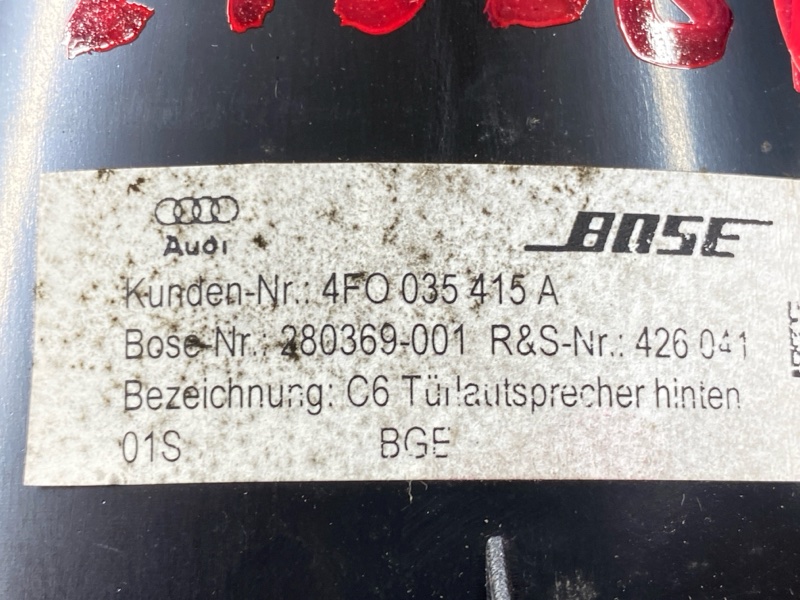 Audi
BOSE
Kunden-Nr.: 4FO 035 415 A
Bose-Nr.: 280369-001 R&S-Nr.: 426 041
Bezeichnung: C6 Türlautsprecher hinten
01S BGE